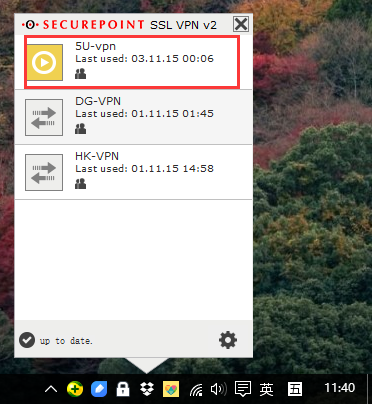 SECUREPOINT SSL VPN v2
5U-vpn
Last used: 03.11.15 00:06
DG-VPN
Last used: 01.11.15 01:45
HK-VPN
Last used: 01.11.15 14:58
up to date.
英 五 11:40